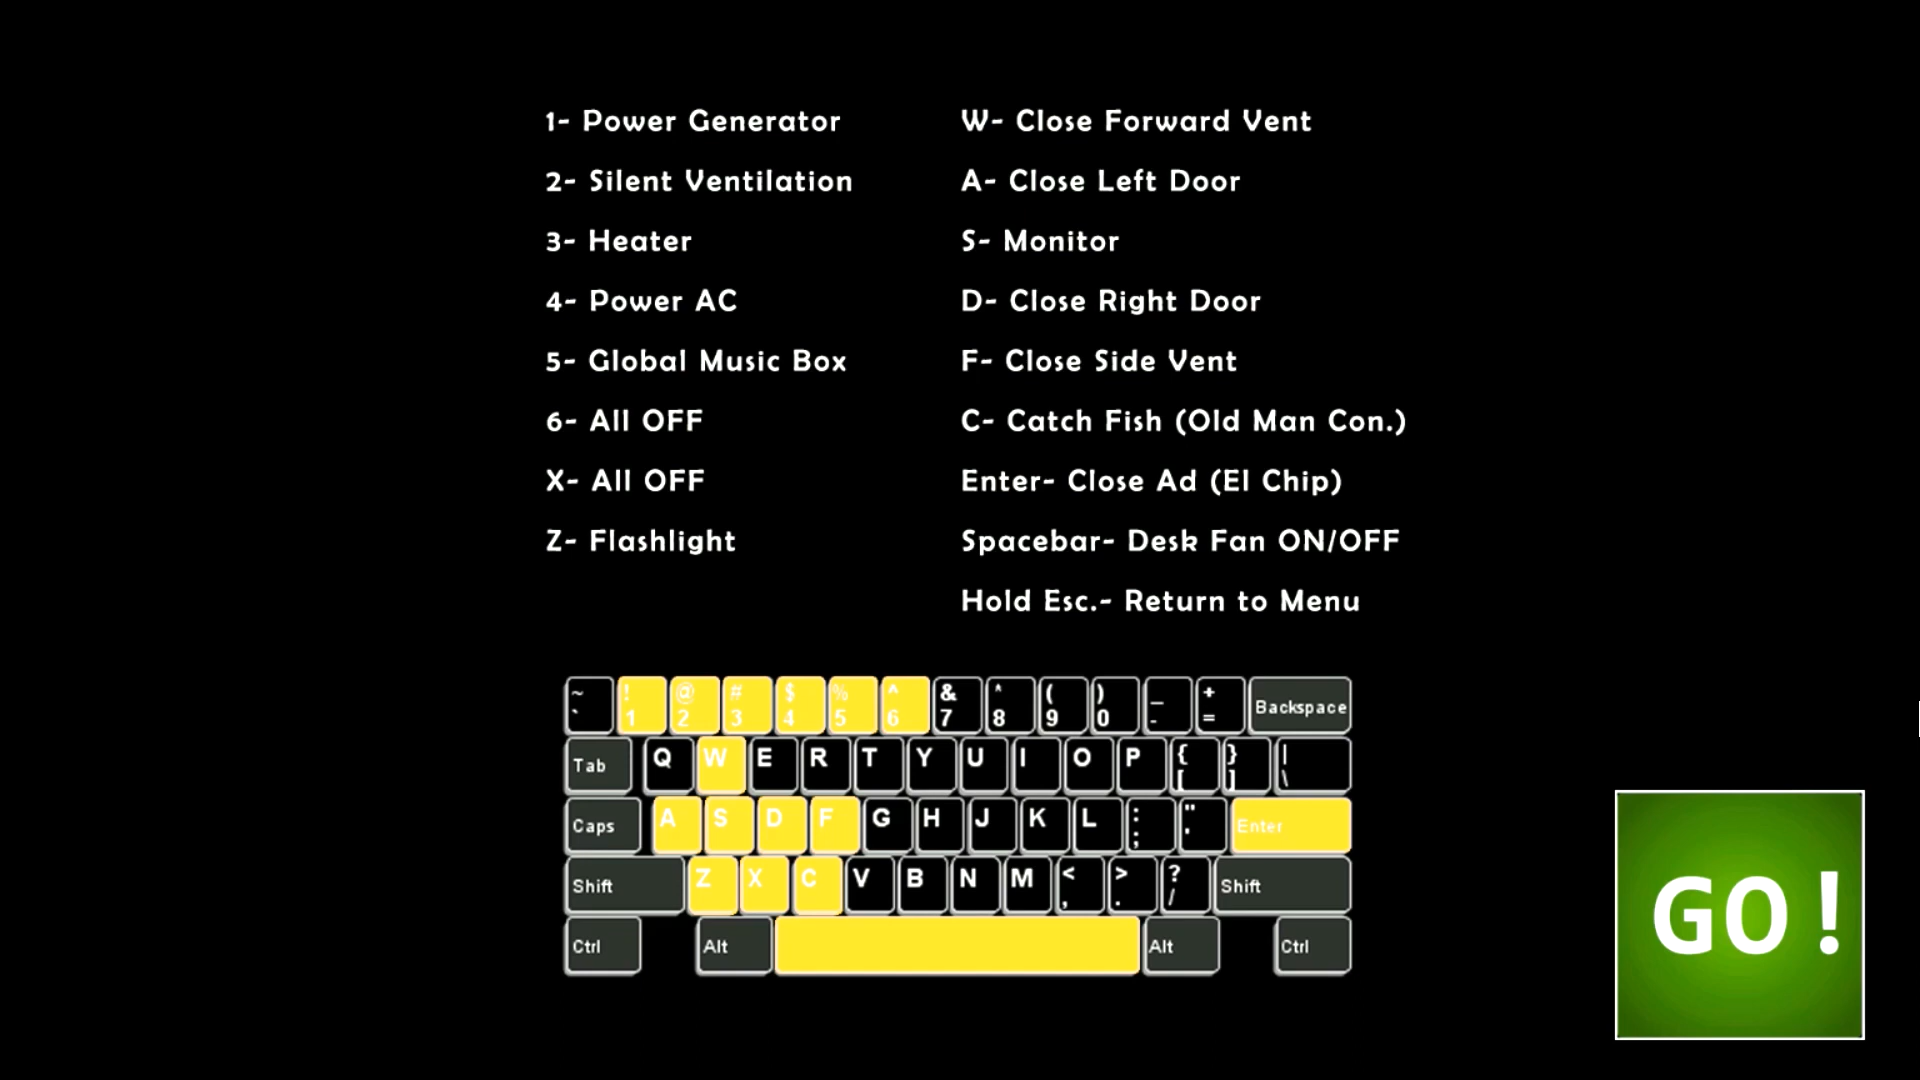 1- Power Generator
2- Silent Ventilation
3- Heater
4- Power AC
5- Global Music Box
6- All OFF
X- All OFF
Z- Flashlight
W- Close Forward Vent
A- Close Left Door
S- Monitor
D- Close Right Door
F- Close Side Vent
C- Catch Fish (Old Man Con.)
Enter- Close Ad (El Chip)
Spacebar- Desk Fan ON/OFF
Hold Esc.- Return to Menu
~ ! @ # $ % ^ & * ( ) _ +
` 1 2 3 4 5 6 7 8 9 0 - = Backspace
Tab Q W E R T Y U I O P { [ } ] | \
Caps A S D F G H J K L : ; " ' Enter
Shift Z X C V B N M < , > . ? / Shift
Ctrl Alt Alt Ctrl
GO!